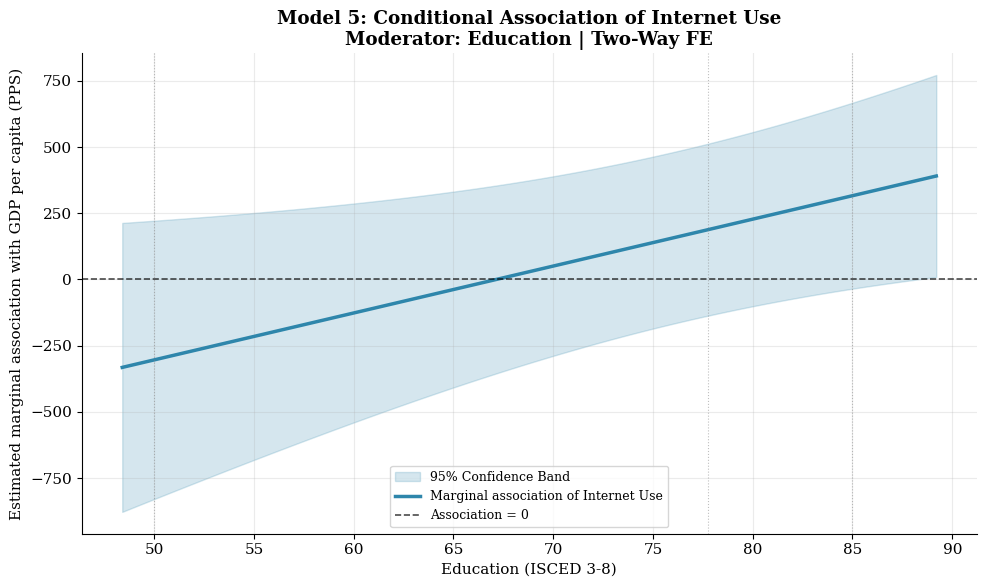 Model 5: Conditional Association of Internet Use
Moderator: Education | Two-Way FE
Estimated marginal association with GDP per capita (PPS)
750
500
250
0
−250
−500
−750
95% Confidence Band
Marginal association of Internet Use
Association = 0
50
55
60
65
70
75
80
85
90
Education (ISCED 3-8)